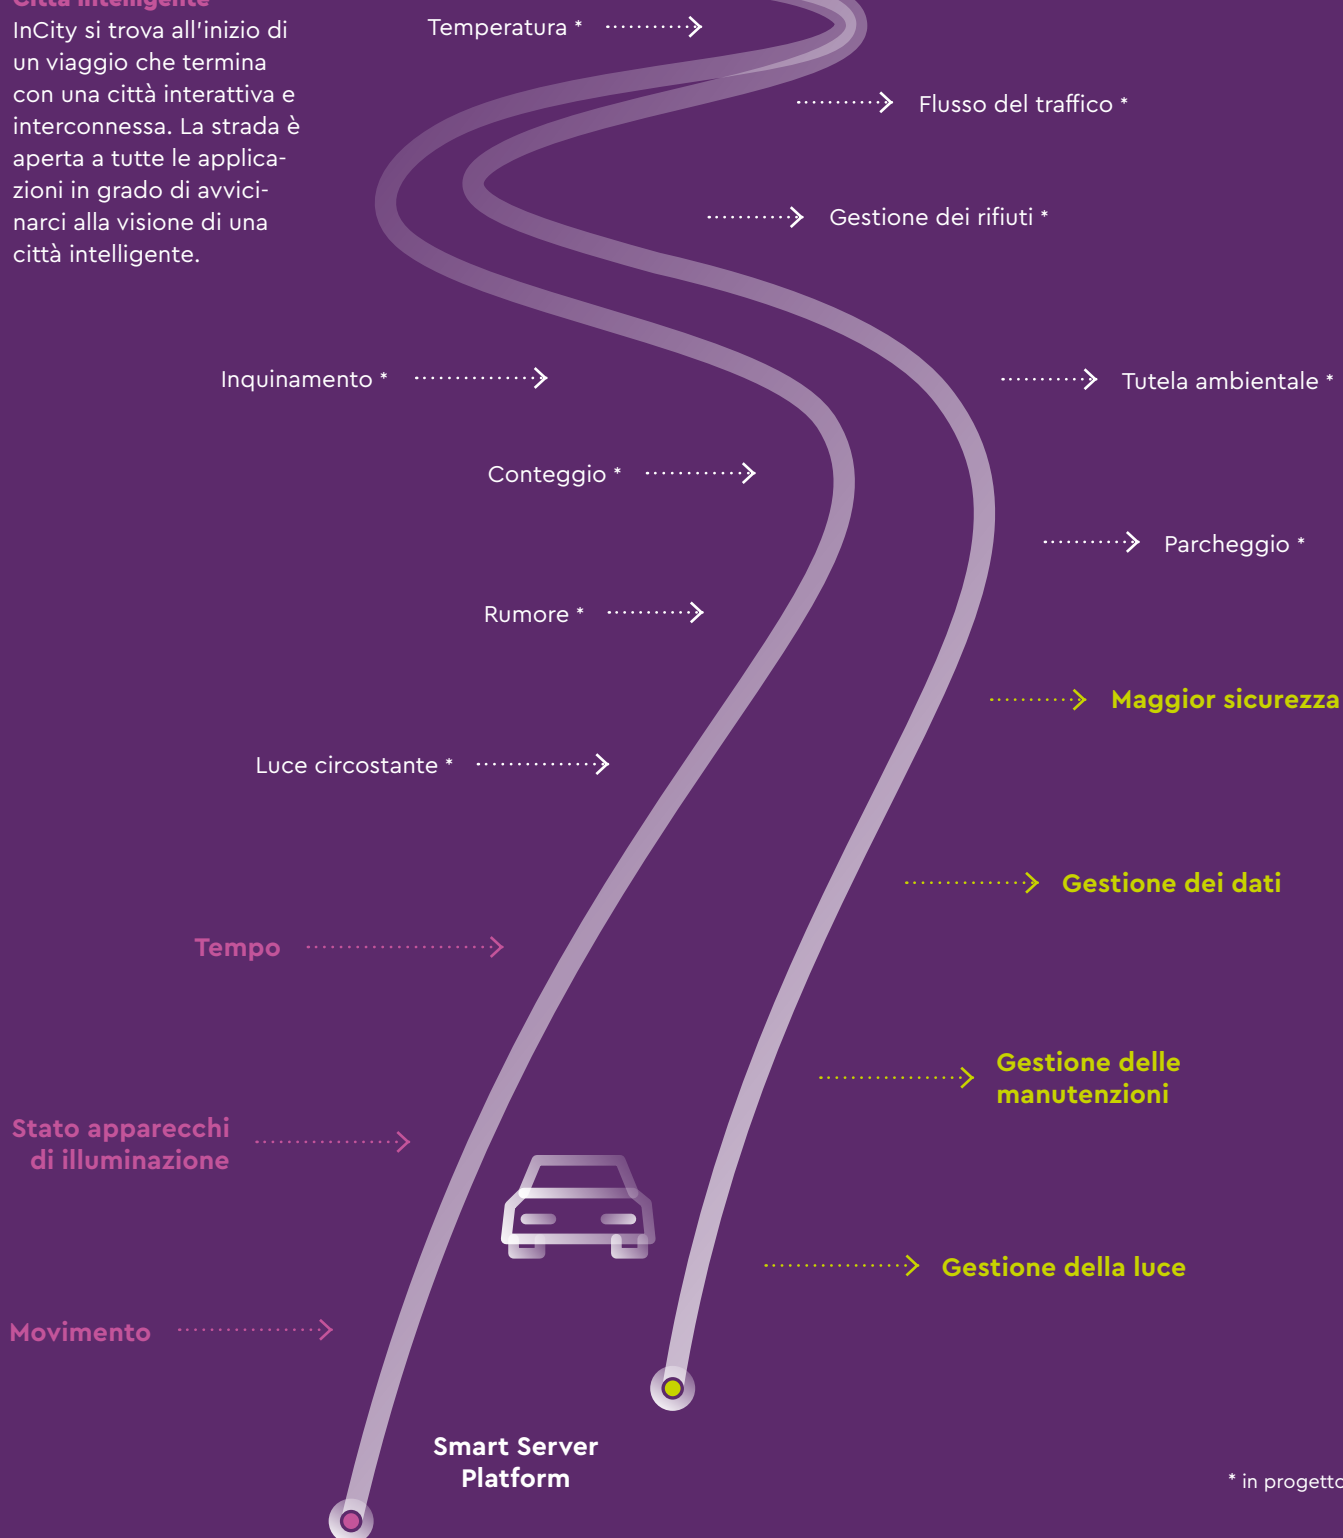 Città intelligente
InCity si trova all'inizio di
un viaggio che termina
con una città interattiva e
interconnessa. La strada è
aperta a tutte le applica-
zioni in grado di avvici-
narci alla visione di una
città intelligente.
Temperatura *
Flusso del traffico *
Gestione dei rifiuti *
Inquinamento *
Tutela ambientale *
Conteggio *
Parcheggio *
Rumore *
Maggior sicurezza
Luce circostante *
Gestione dei dati
Tempo
Gestione delle
manutenzioni
Stato apparecchi
di illuminazione
Gestione della luce
Movimento
Smart Server
Platform
* in progetto